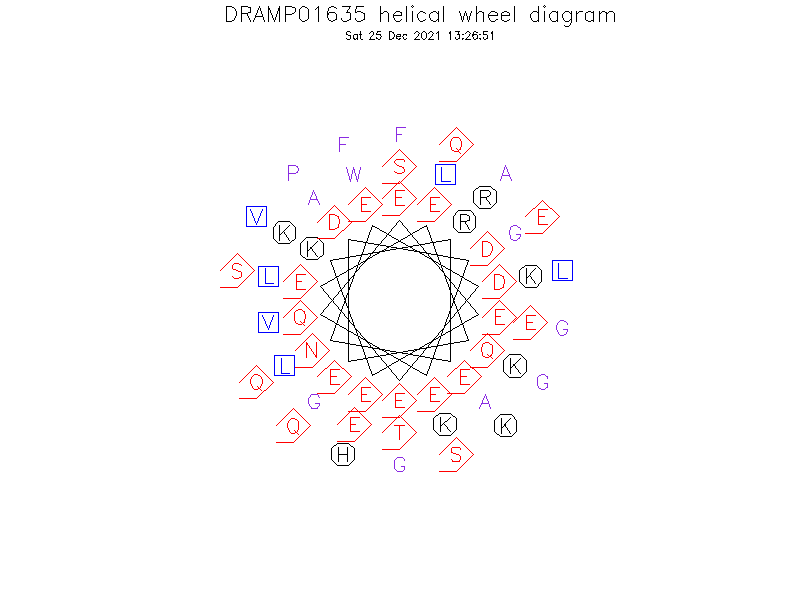 DRAMP01635 helical wheel diagram
Sat 25 Dec 2021 13:26:51
F F Q
P W S L A
V A E E E R
K D R G E
K D
S L E D K L
V Q E E G
N Q
Q L E E K G
G E E E A
Q E T K K
H G S